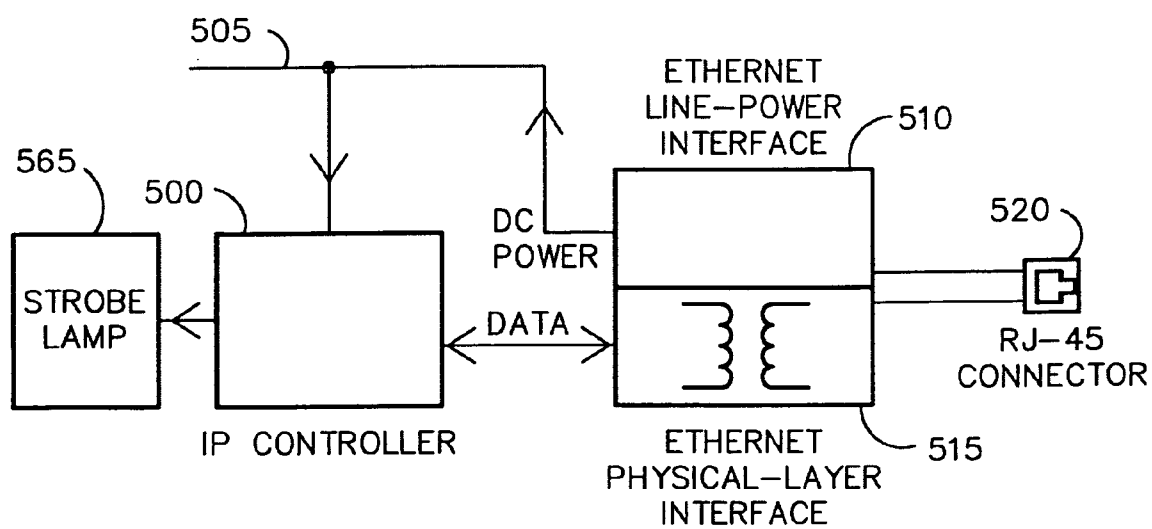 505
ETHERNET
LINE-POWER
INTERFACE
510
565
500
520
DC
POWER
STROBE
LAMP
DATA
RJ-45
CONNECTOR
IP CONTROLLER
ETHERNET
PHYSICAL-LAYER
INTERFACE
515